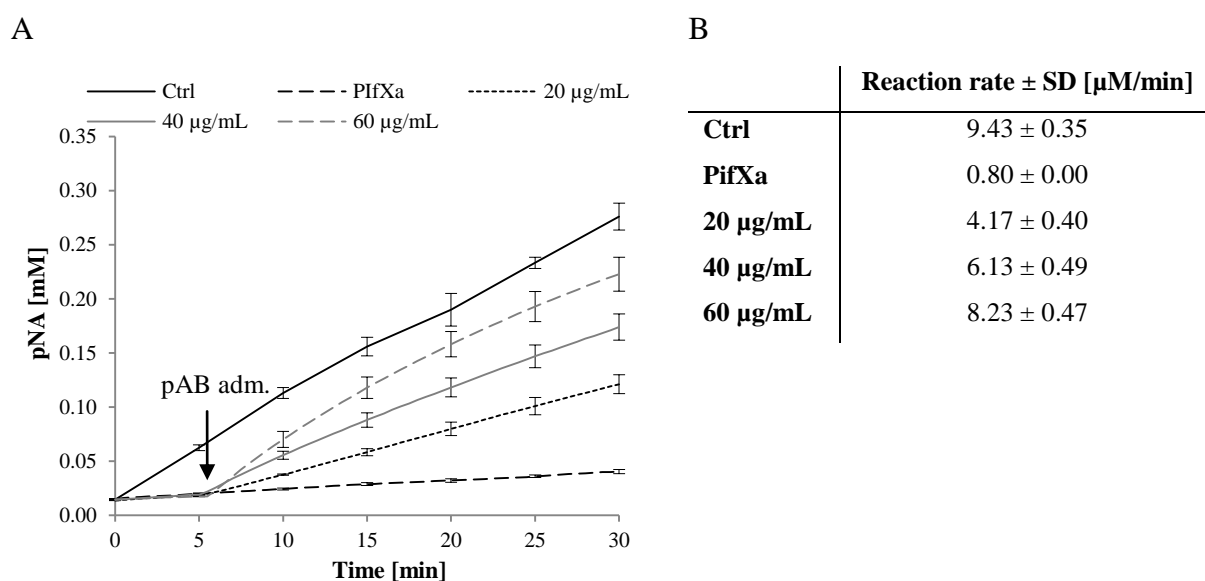 A
Ctrl PIfXa 20 µg/mL
40 µg/mL 60 µg/mL
0.35
0.30
0.25
0.20
0.15
0.10
0.05
0.00
pNA [mM]
pAB adm.
0 5 10 15 20 25 30
Time [min]
B
Reaction rate ± SD [µM/min]
Ctrl 9.43 ± 0.35
PifXa 0.80 ± 0.00
20 µg/mL 4.17 ± 0.40
40 µg/mL 6.13 ± 0.49
60 µg/mL 8.23 ± 0.47